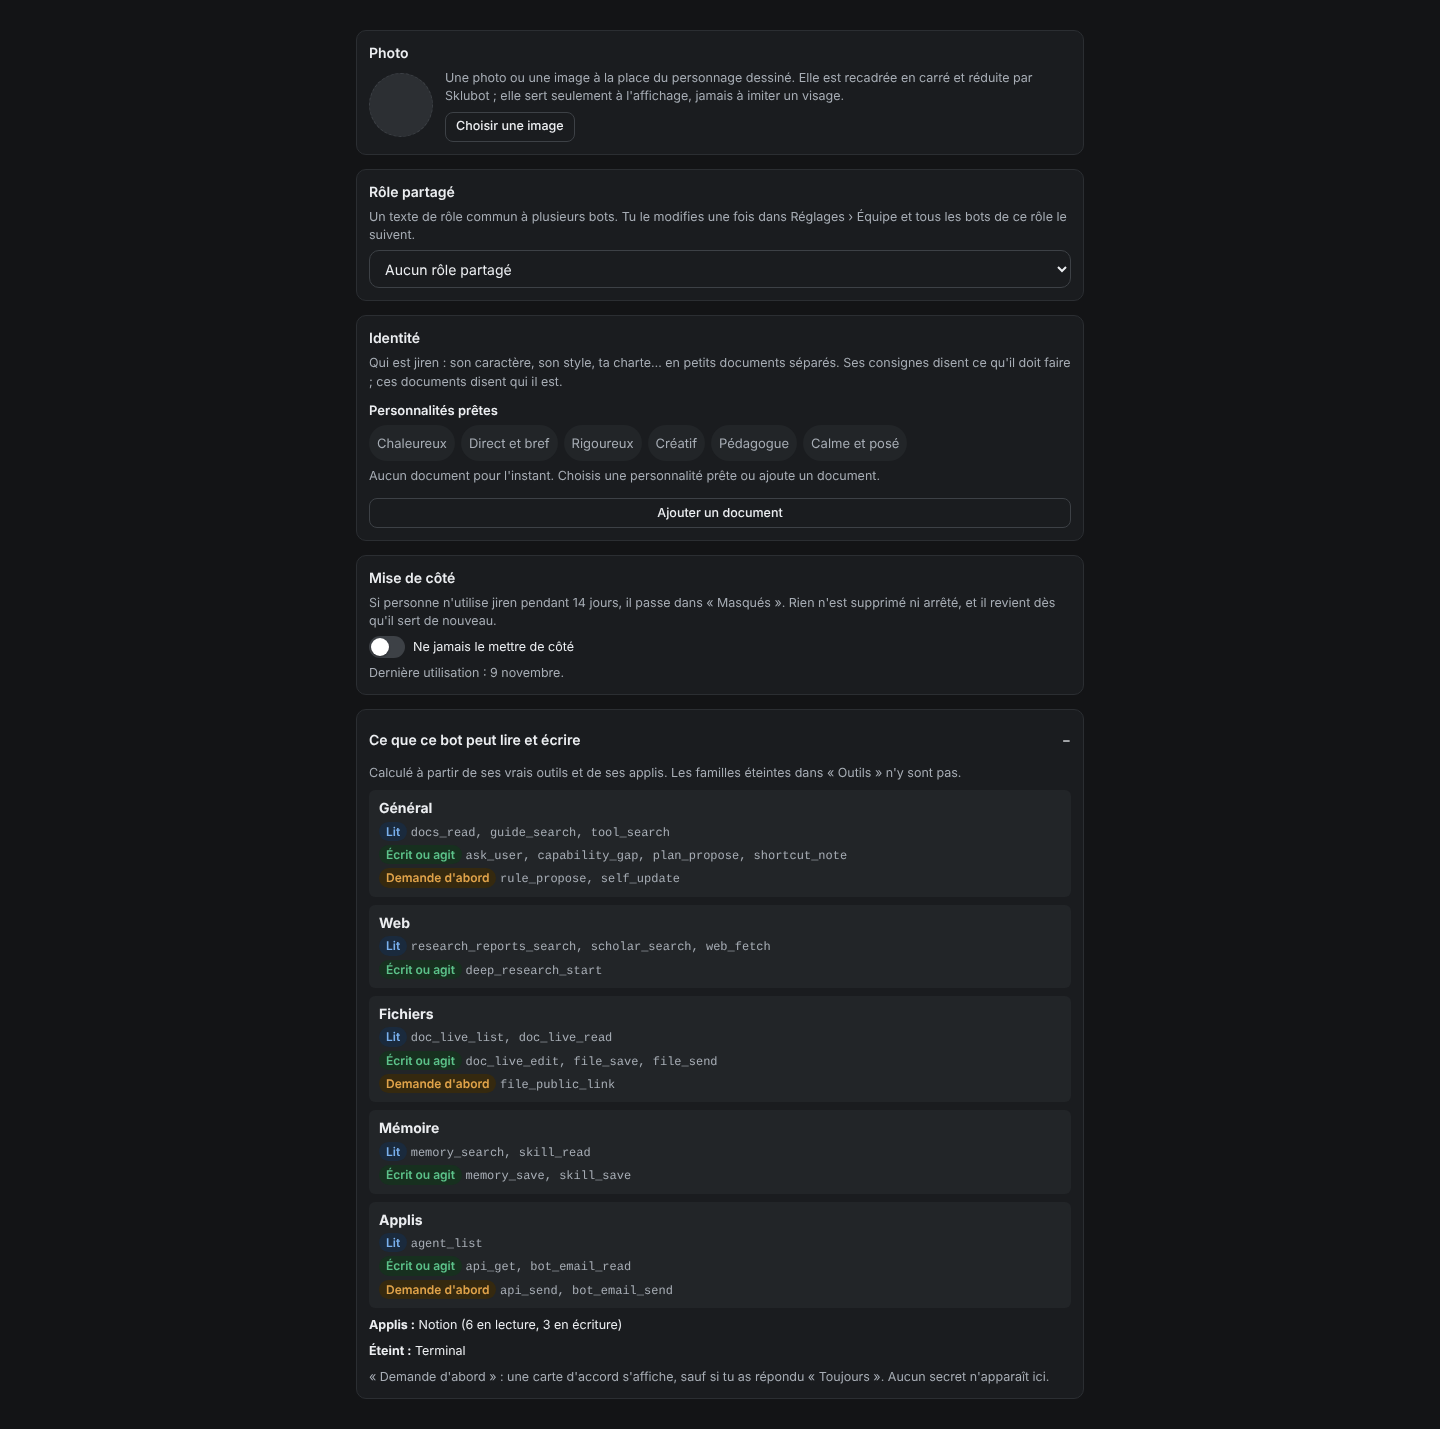 Photo
Une photo ou une image à la place du personnage dessiné. Elle est recadrée en carré et réduite par
Sklubot ; elle sert seulement à l'affichage, jamais à imiter un visage.
Choisir une image
Rôle partagé
Un texte de rôle commun à plusieurs bots. Tu le modifies une fois dans Réglages › Équipe et tous les bots de ce rôle le
suivent.
Aucun rôle partagé
Identité
Qui est jiren : son caractère, son style, ta charte… en petits documents séparés. Ses consignes disent ce qu'il doit faire
; ces documents disent qui il est.
Personnalités prêtes
Chaleureux Direct et bref Rigoureux Créatif Pédagogue Calme et posé
Aucun document pour l'instant. Choisis une personnalité prête ou ajoute un document.
Ajouter un document
Mise de côté
Si personne n'utilise jiren pendant 14 jours, il passe dans « Masqués ». Rien n'est supprimé ni arrêté, et il revient dès
qu'il sert de nouveau.
Ne jamais le mettre de côté
Dernière utilisation : 9 novembre.
Ce que ce bot peut lire et écrire –
Calculé à partir de ses vrais outils et de ses applis. Les familles éteintes dans « Outils » n'y sont pas.
Général
Lit docs_read, guide_search, tool_search
Écrit ou agit ask_user, capability_gap, plan_propose, shortcut_note
Demande d'abord rule_propose, self_update
Web
Lit research_reports_search, scholar_search, web_fetch
Écrit ou agit deep_research_start
Fichiers
Lit doc_live_list, doc_live_read
Écrit ou agit doc_live_edit, file_save, file_send
Demande d'abord file_public_link
Mémoire
Lit memory_search, skill_read
Écrit ou agit memory_save, skill_save
Applis
Lit agent_list
Écrit ou agit api_get, bot_email_read
Demande d'abord api_send, bot_email_send
Applis : Notion (6 en lecture, 3 en écriture)
Éteint : Terminal
« Demande d'abord » : une carte d'accord s'affiche, sauf si tu as répondu « Toujours ». Aucun secret n'apparaît ici.